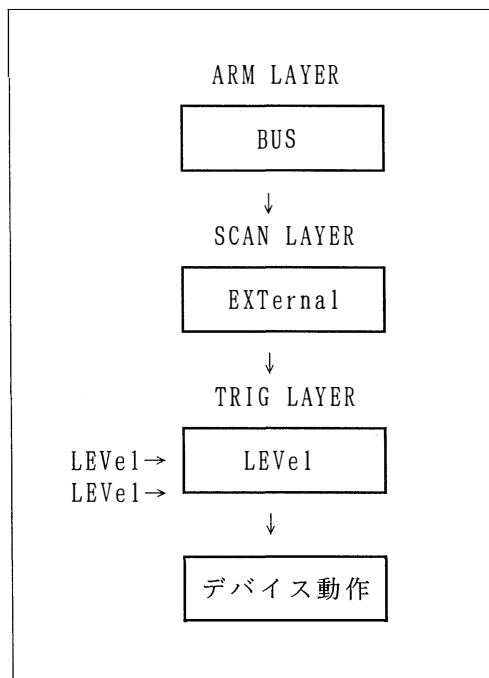 ARM LAYER
BUS
↓
SCAN LAYER
EXTernal
↓
TRIG LAYER
LEVel→
LEVel
LEVel→
↓
デバイス動作